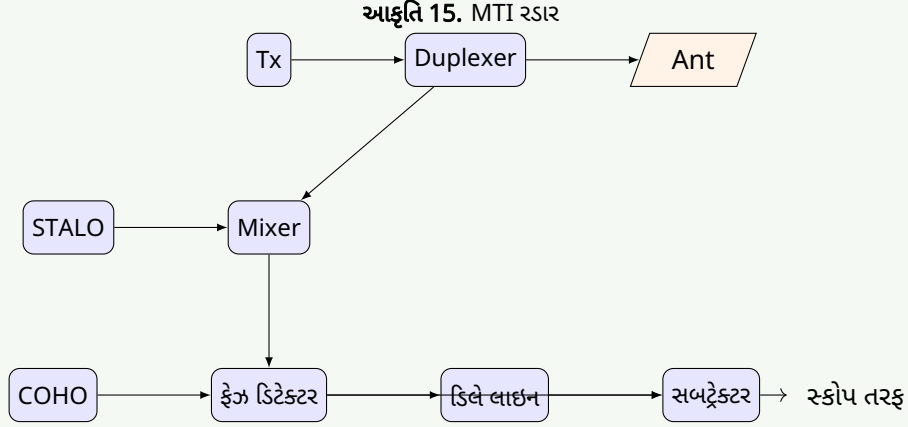 આકૃતિ 15. MTI રડાર
Tx Duplexer Ant
STALO Mixer
COHO ફેઝ ડિટેક્ટર ડિલે લાઇન સબટ્રેક્ટર સ્કોપ તરફ